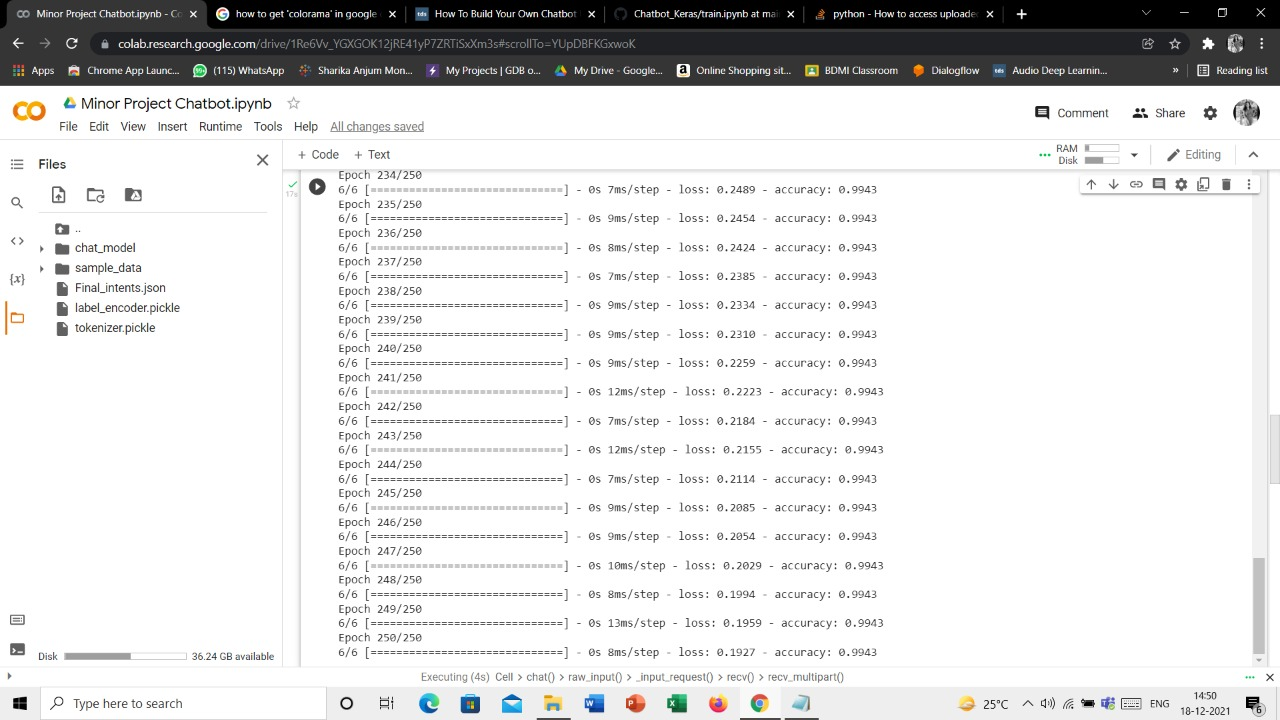 Minor Project Chatbot.ipynb - Co
how to get 'colorama' in google c
How To Build Your Own Chatbot U
Chatbot_Keras/train.ipynb at mai
python - How to access uploaded
colab.research.google.com/drive/1Re6Vv_YGXGOK12jRE41yP7ZRTiSxXm3s#scrollTo=YUpDBFKGxwoK
Apps
Chrome App Launc...
(115) WhatsApp
Sharika Anjum Mon...
My Projects | GDB o...
My Drive - Google...
Online Shopping sit...
BDMI Classroom
Dialogflow
Audio Deep Learnin...
»
Reading list
Minor Project Chatbot.ipynb
File Edit View Insert Runtime Tools Help All changes saved
Comment
Share
+ Code + Text
RAM
Disk
Editing
Files
..
chat_model
sample_data
Final_intents.json
label_encoder.pickle
tokenizer.pickle
Disk 36.24 GB available
17s
Epoch 234/250
6/6 [==============================] - 0s 7ms/step - loss: 0.2489 - accuracy: 0.9943
Epoch 235/250
6/6 [==============================] - 0s 9ms/step - loss: 0.2454 - accuracy: 0.9943
Epoch 236/250
6/6 [==============================] - 0s 8ms/step - loss: 0.2424 - accuracy: 0.9943
Epoch 237/250
6/6 [==============================] - 0s 7ms/step - loss: 0.2385 - accuracy: 0.9943
Epoch 238/250
6/6 [==============================] - 0s 9ms/step - loss: 0.2334 - accuracy: 0.9943
Epoch 239/250
6/6 [==============================] - 0s 9ms/step - loss: 0.2310 - accuracy: 0.9943
Epoch 240/250
6/6 [==============================] - 0s 9ms/step - loss: 0.2259 - accuracy: 0.9943
Epoch 241/250
6/6 [==============================] - 0s 12ms/step - loss: 0.2223 - accuracy: 0.9943
Epoch 242/250
6/6 [==============================] - 0s 7ms/step - loss: 0.2184 - accuracy: 0.9943
Epoch 243/250
6/6 [==============================] - 0s 12ms/step - loss: 0.2155 - accuracy: 0.9943
Epoch 244/250
6/6 [==============================] - 0s 7ms/step - loss: 0.2114 - accuracy: 0.9943
Epoch 245/250
6/6 [==============================] - 0s 9ms/step - loss: 0.2085 - accuracy: 0.9943
Epoch 246/250
6/6 [==============================] - 0s 9ms/step - loss: 0.2054 - accuracy: 0.9943
Epoch 247/250
6/6 [==============================] - 0s 10ms/step - loss: 0.2029 - accuracy: 0.9943
Epoch 248/250
6/6 [==============================] - 0s 8ms/step - loss: 0.1994 - accuracy: 0.9943
Epoch 249/250
6/6 [==============================] - 0s 13ms/step - loss: 0.1959 - accuracy: 0.9943
Epoch 250/250
6/6 [==============================] - 0s 8ms/step - loss: 0.1927 - accuracy: 0.9943
Executing (4s) Cell > chat() > raw_input() > _input_request() > recv() > recv_multipart()
Type here to search
25°C
ENG
14:50
18-12-2021
6